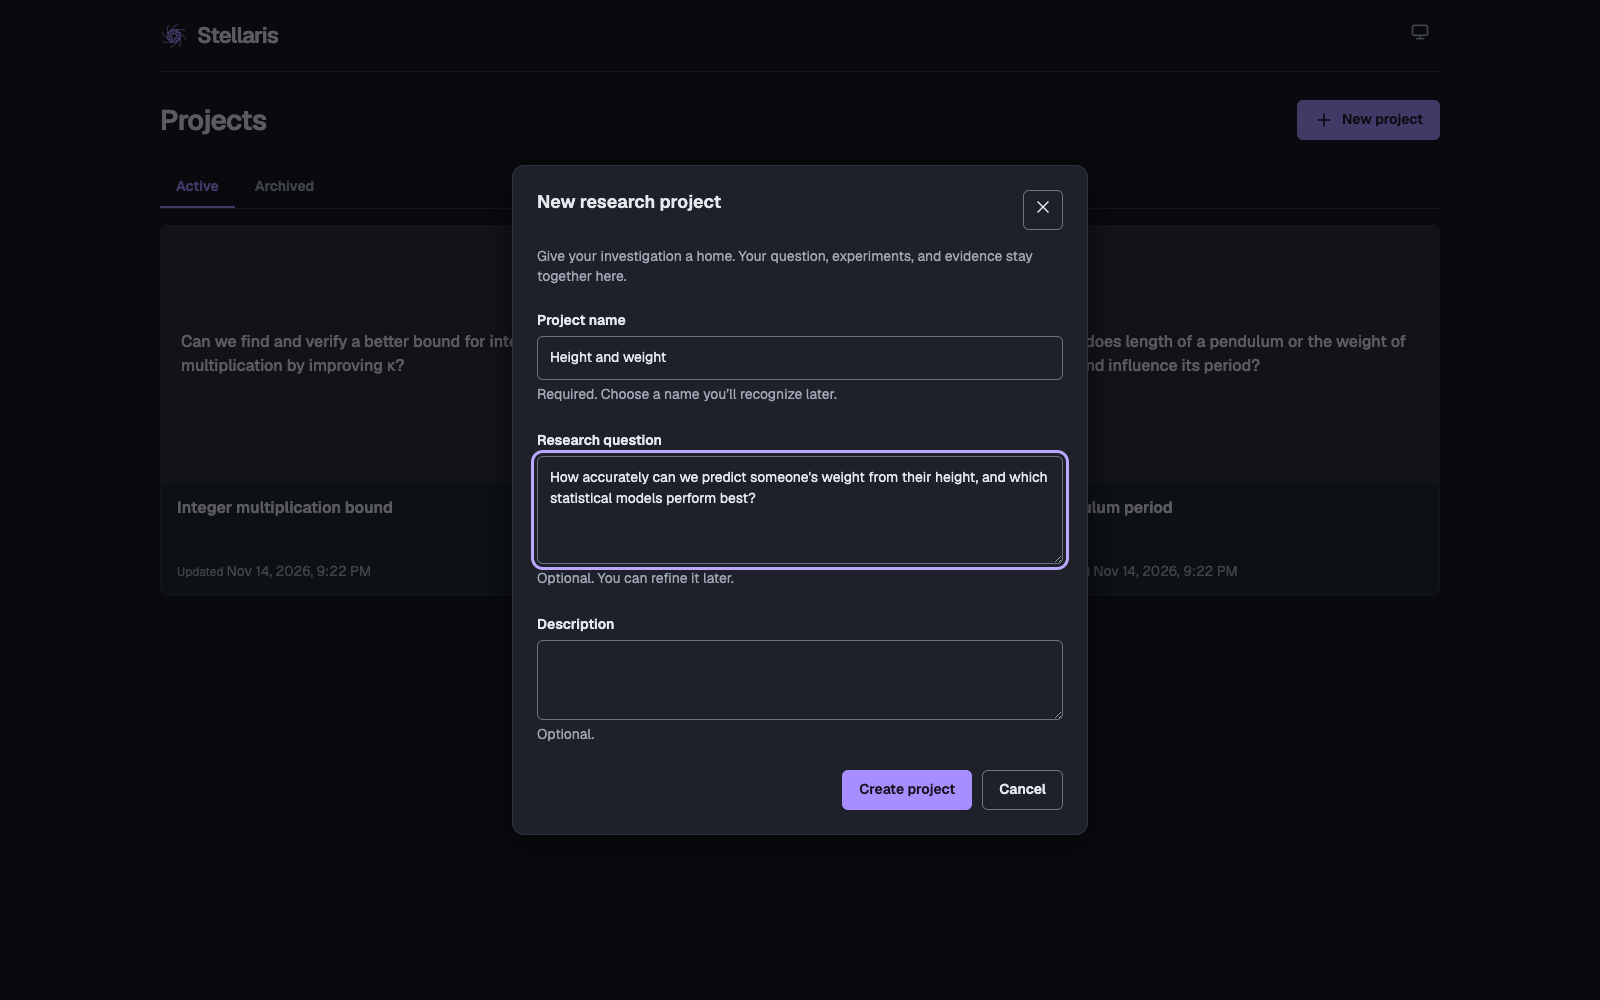 Stellaris
Projects
New project
Active
Archived
Can we find and verify a better bound for inte
multiplication by improving κ?
Integer multiplication bound
Updated Nov 14, 2026, 9:22 PM
does length of a pendulum or the weight of
nd influence its period?
lum period
Nov 14, 2026, 9:22 PM
New research project
Give your investigation a home. Your question, experiments, and evidence stay
together here.
Project name
Height and weight
Required. Choose a name you'll recognize later.
Research question
How accurately can we predict someone's weight from their height, and which
statistical models perform best?
Optional. You can refine it later.
Description
Optional.
Create project
Cancel